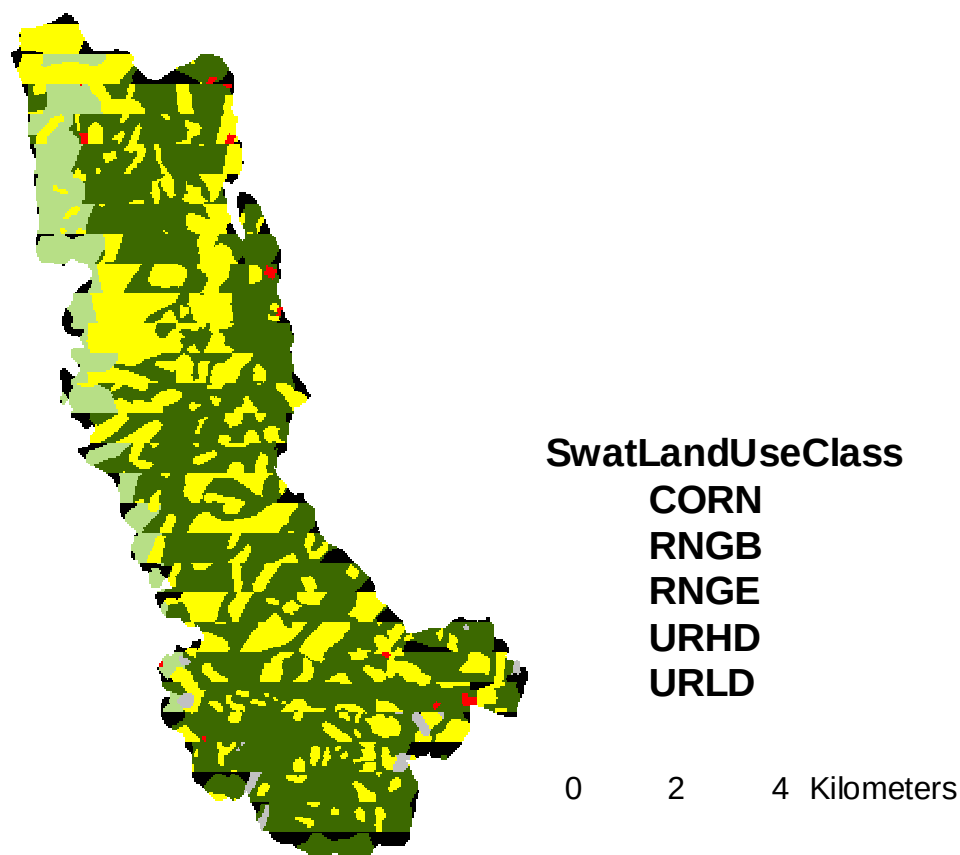 SwatLandUseClass
CORN
RNGB
RNGE
URHD
URLD
0 2 4 Kilometers